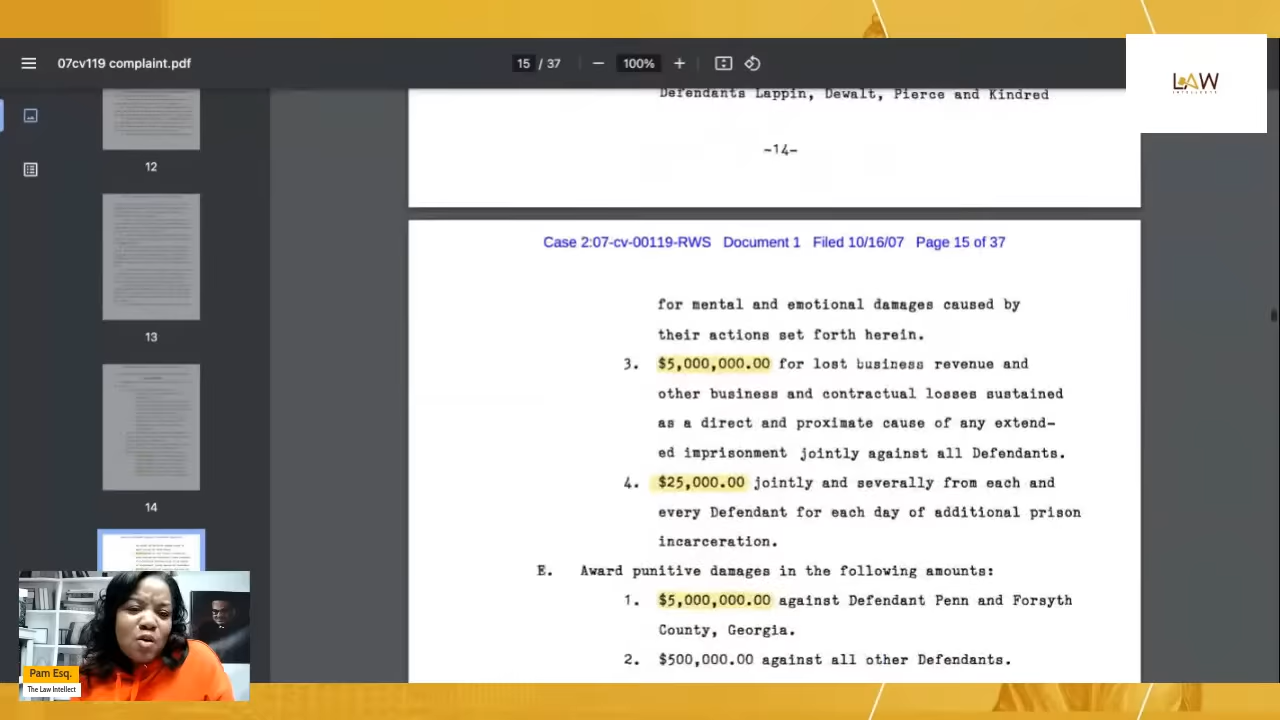 07cv119 complaint.pdf
15 / 37
100%
LAW
INTELLECT
12
13
14
Defendants Lappin, Dewalt, Pierce and Kindred
-14-
Case 2:07-cv-00119-RWS Document 1 Filed 10/16/07 Page 15 of 37
for mental and emotional damages caused by
their actions set forth herein.
3. $5,000,000.00 for lost business revenue and
other business and contractual losses sustained
as a direct and proximate cause of any extend-
ed imprisonment jointly against all Defendants.
4. $25,000.00 jointly and severally from each and
every Defendant for each day of additional prison
incarceration.
E. Award punitive damages in the following amounts:
1. $5,000,000.00 against Defendant Penn and Forsyth
County, Georgia.
2. $500,000.00 against all other Defendants.
Pam Esq.
The Law Intellect